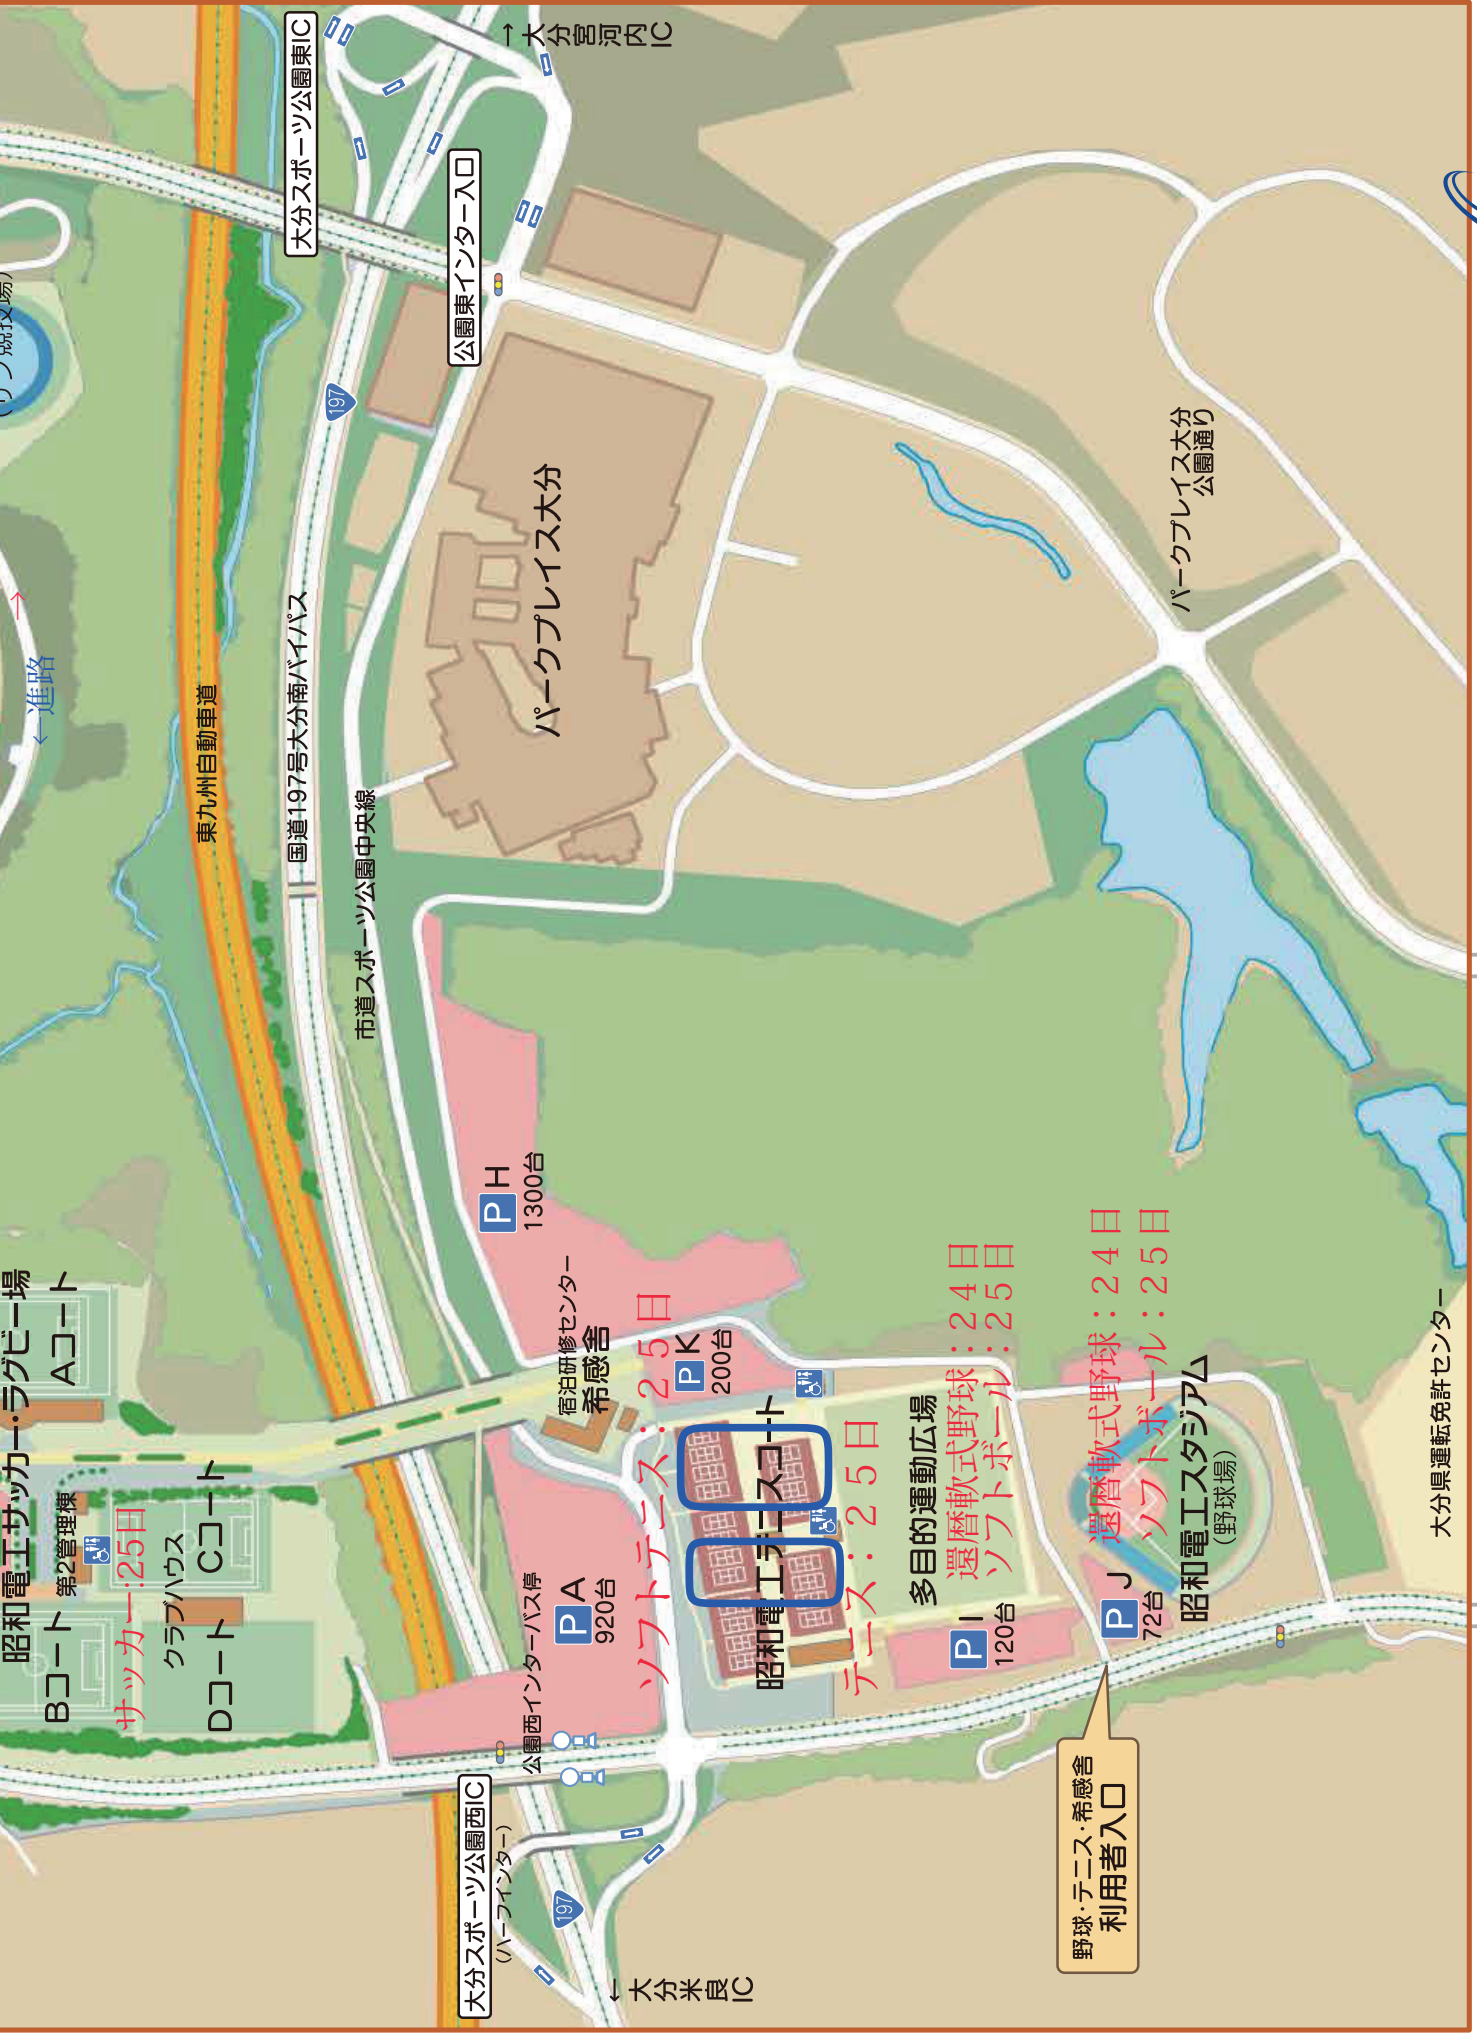 昭和電工サッカー・ラグビー場
Aコート
Bコート
第2管理棟
サッカー:25日
クラブハウス
Cコート
Dコート
←進路
→
東九州自動車道
国道197号大分南バイパス
市道スポーツ公園中央線
大分スポーツ公園東IC
公園東インター入口
→
大分宮河内IC
197
パークプレイス大分
パークプレイス大分
公園通り
P H
1300台
宿泊研修センター
希感舎
P K
200台
P A
920台
公園西インターバス停
ソフトテニス:25日
昭和電工テニスコート
テニス:25日
多目的運動広場
還暦軟式野球:24日
ソフトボール:25日
P I
120台
還暦軟式野球:24日
ソフトボール:25日
P J
72台
昭和電工スタジアム
(野球場)
大分県運転免許センター
大分スポーツ公園西IC
(ハーフインター)
197
←
大分米良IC
野球・テニス・希感舎
利用者入口